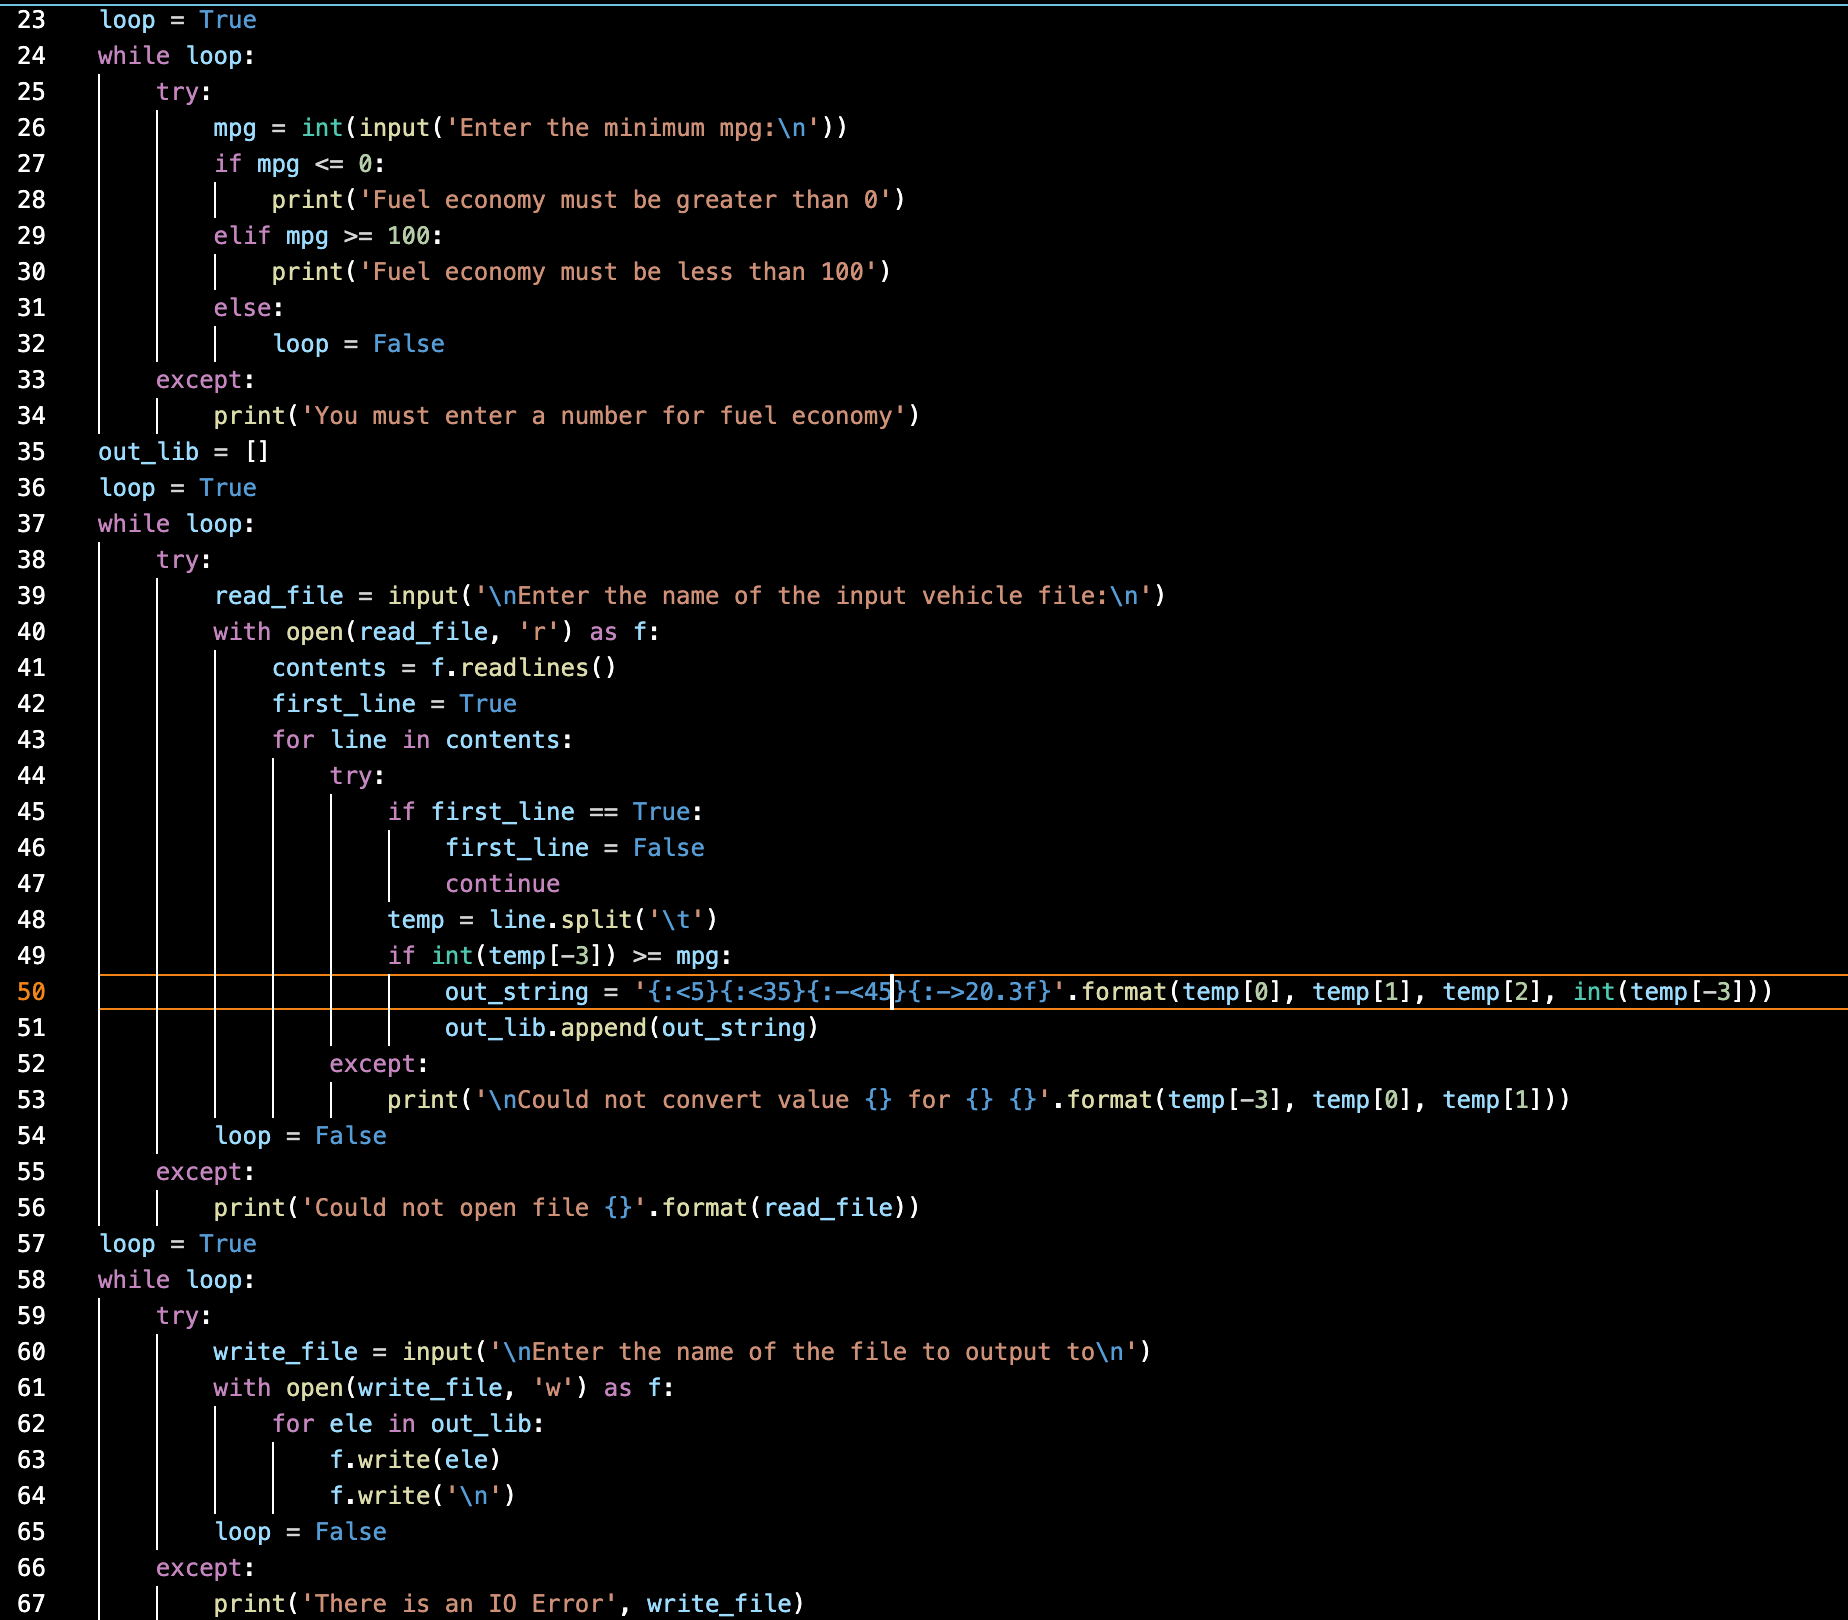 23 loop = True
24 while loop:
25     try:
26         mpg = int(input('Enter the minimum mpg:\n'))
27         if mpg <= 0:
28             print('Fuel economy must be greater than 0')
29         elif mpg >= 100:
30             print('Fuel economy must be less than 100')
31         else:
32             loop = False
33     except:
34         print('You must enter a number for fuel economy')
35 out_lib = []
36 loop = True
37 while loop:
38     try:
39         read_file = input('\nEnter the name of the input vehicle file:\n')
40         with open(read_file, 'r') as f:
41             contents = f.readlines()
42             first_line = True
43             for line in contents:
44                 try:
45                     if first_line == True:
46                         first_line = False
47                         continue
48                     temp = line.split('\t')
49                     if int(temp[-3]) >= mpg:
50                         out_string = '{:<5}{:<35}{:-<45}{:->20.3f}'.format(temp[0], temp[1], temp[2], int(temp[-3]))
51                         out_lib.append(out_string)
52                 except:
53                     print('\nCould not convert value {} for {} {}'.format(temp[-3], temp[0], temp[1]))
54         loop = False
55     except:
56         print('Could not open file {}'.format(read_file))
57 loop = True
58 while loop:
59     try:
60         write_file = input('\nEnter the name of the file to output to\n')
61         with open(write_file, 'w') as f:
62             for ele in out_lib:
63                 f.write(ele)
64                 f.write('\n')
65         loop = False
66     except:
67         print('There is an IO Error', write_file)